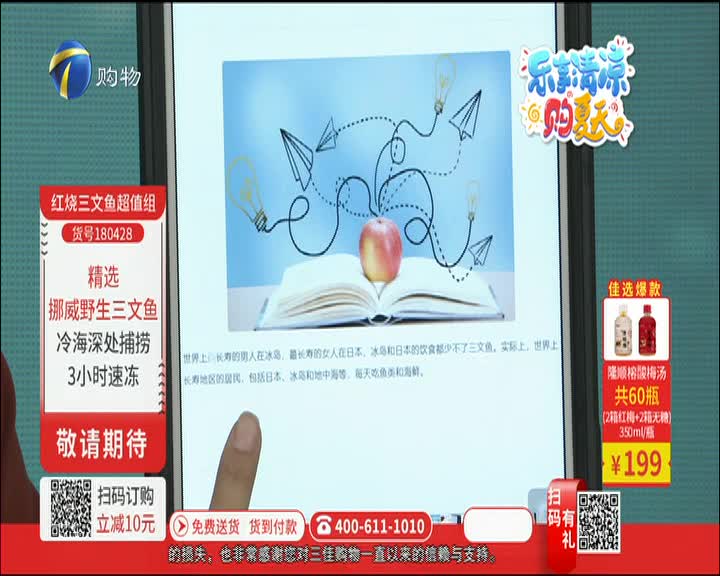 购物
乐享清凉
购夏天
红烧三文鱼超值组
货号180428
精选
挪威野生三文鱼
冷海深处捕捞
3小时速冻
敬请期待
世界上 长寿的男人在冰岛，最长寿的女人在日本，冰岛和日本的饮食都少不了三文鱼。实际上，世界上
长寿地区的居民，包括日本、冰岛和地中海等，每天吃鱼类和海鲜。
佳选爆款
隆顺榕酸梅汤
共60瓶
(2箱红梅+2箱无糖)
350ml/瓶
¥199
扫码订购
立减10元
免费送货 货到付款
400-611-1010
扫码有礼
的损失，也非常感谢您对三佳购物一直以来的信赖与支持。